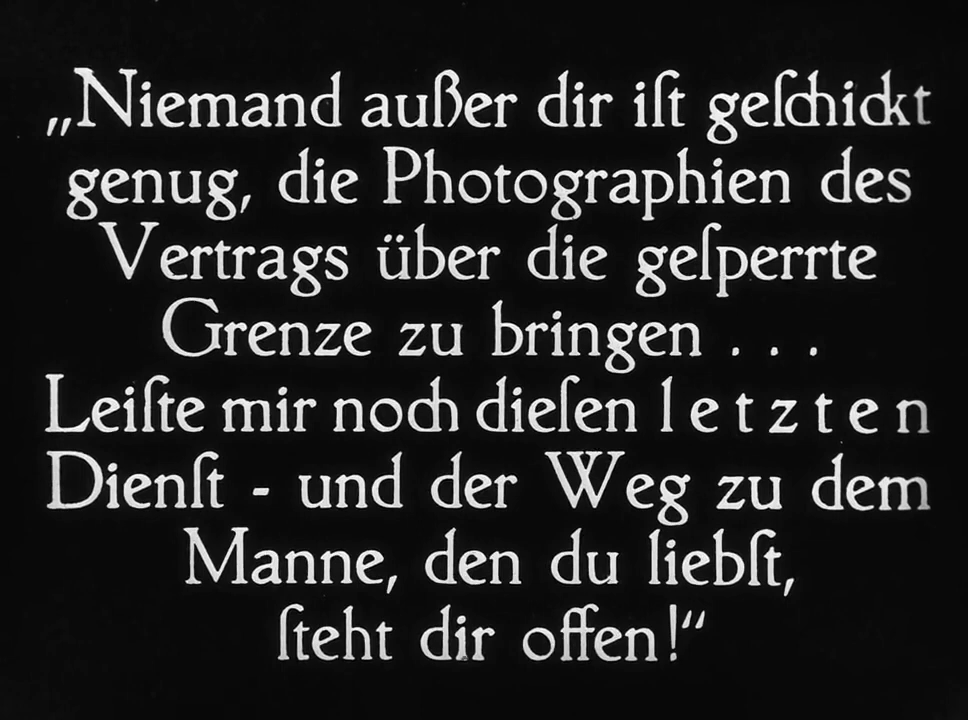 „Niemand außer dir iſt geſchickt
genug, die Photographien des
Vertrags über die geſperrte
Grenze zu bringen . . .
Leiſte mir noch dieſen l e t z t e n
Dienſt - und der Weg zu dem
Manne, den du liebſt,
ſteht dir offen!“